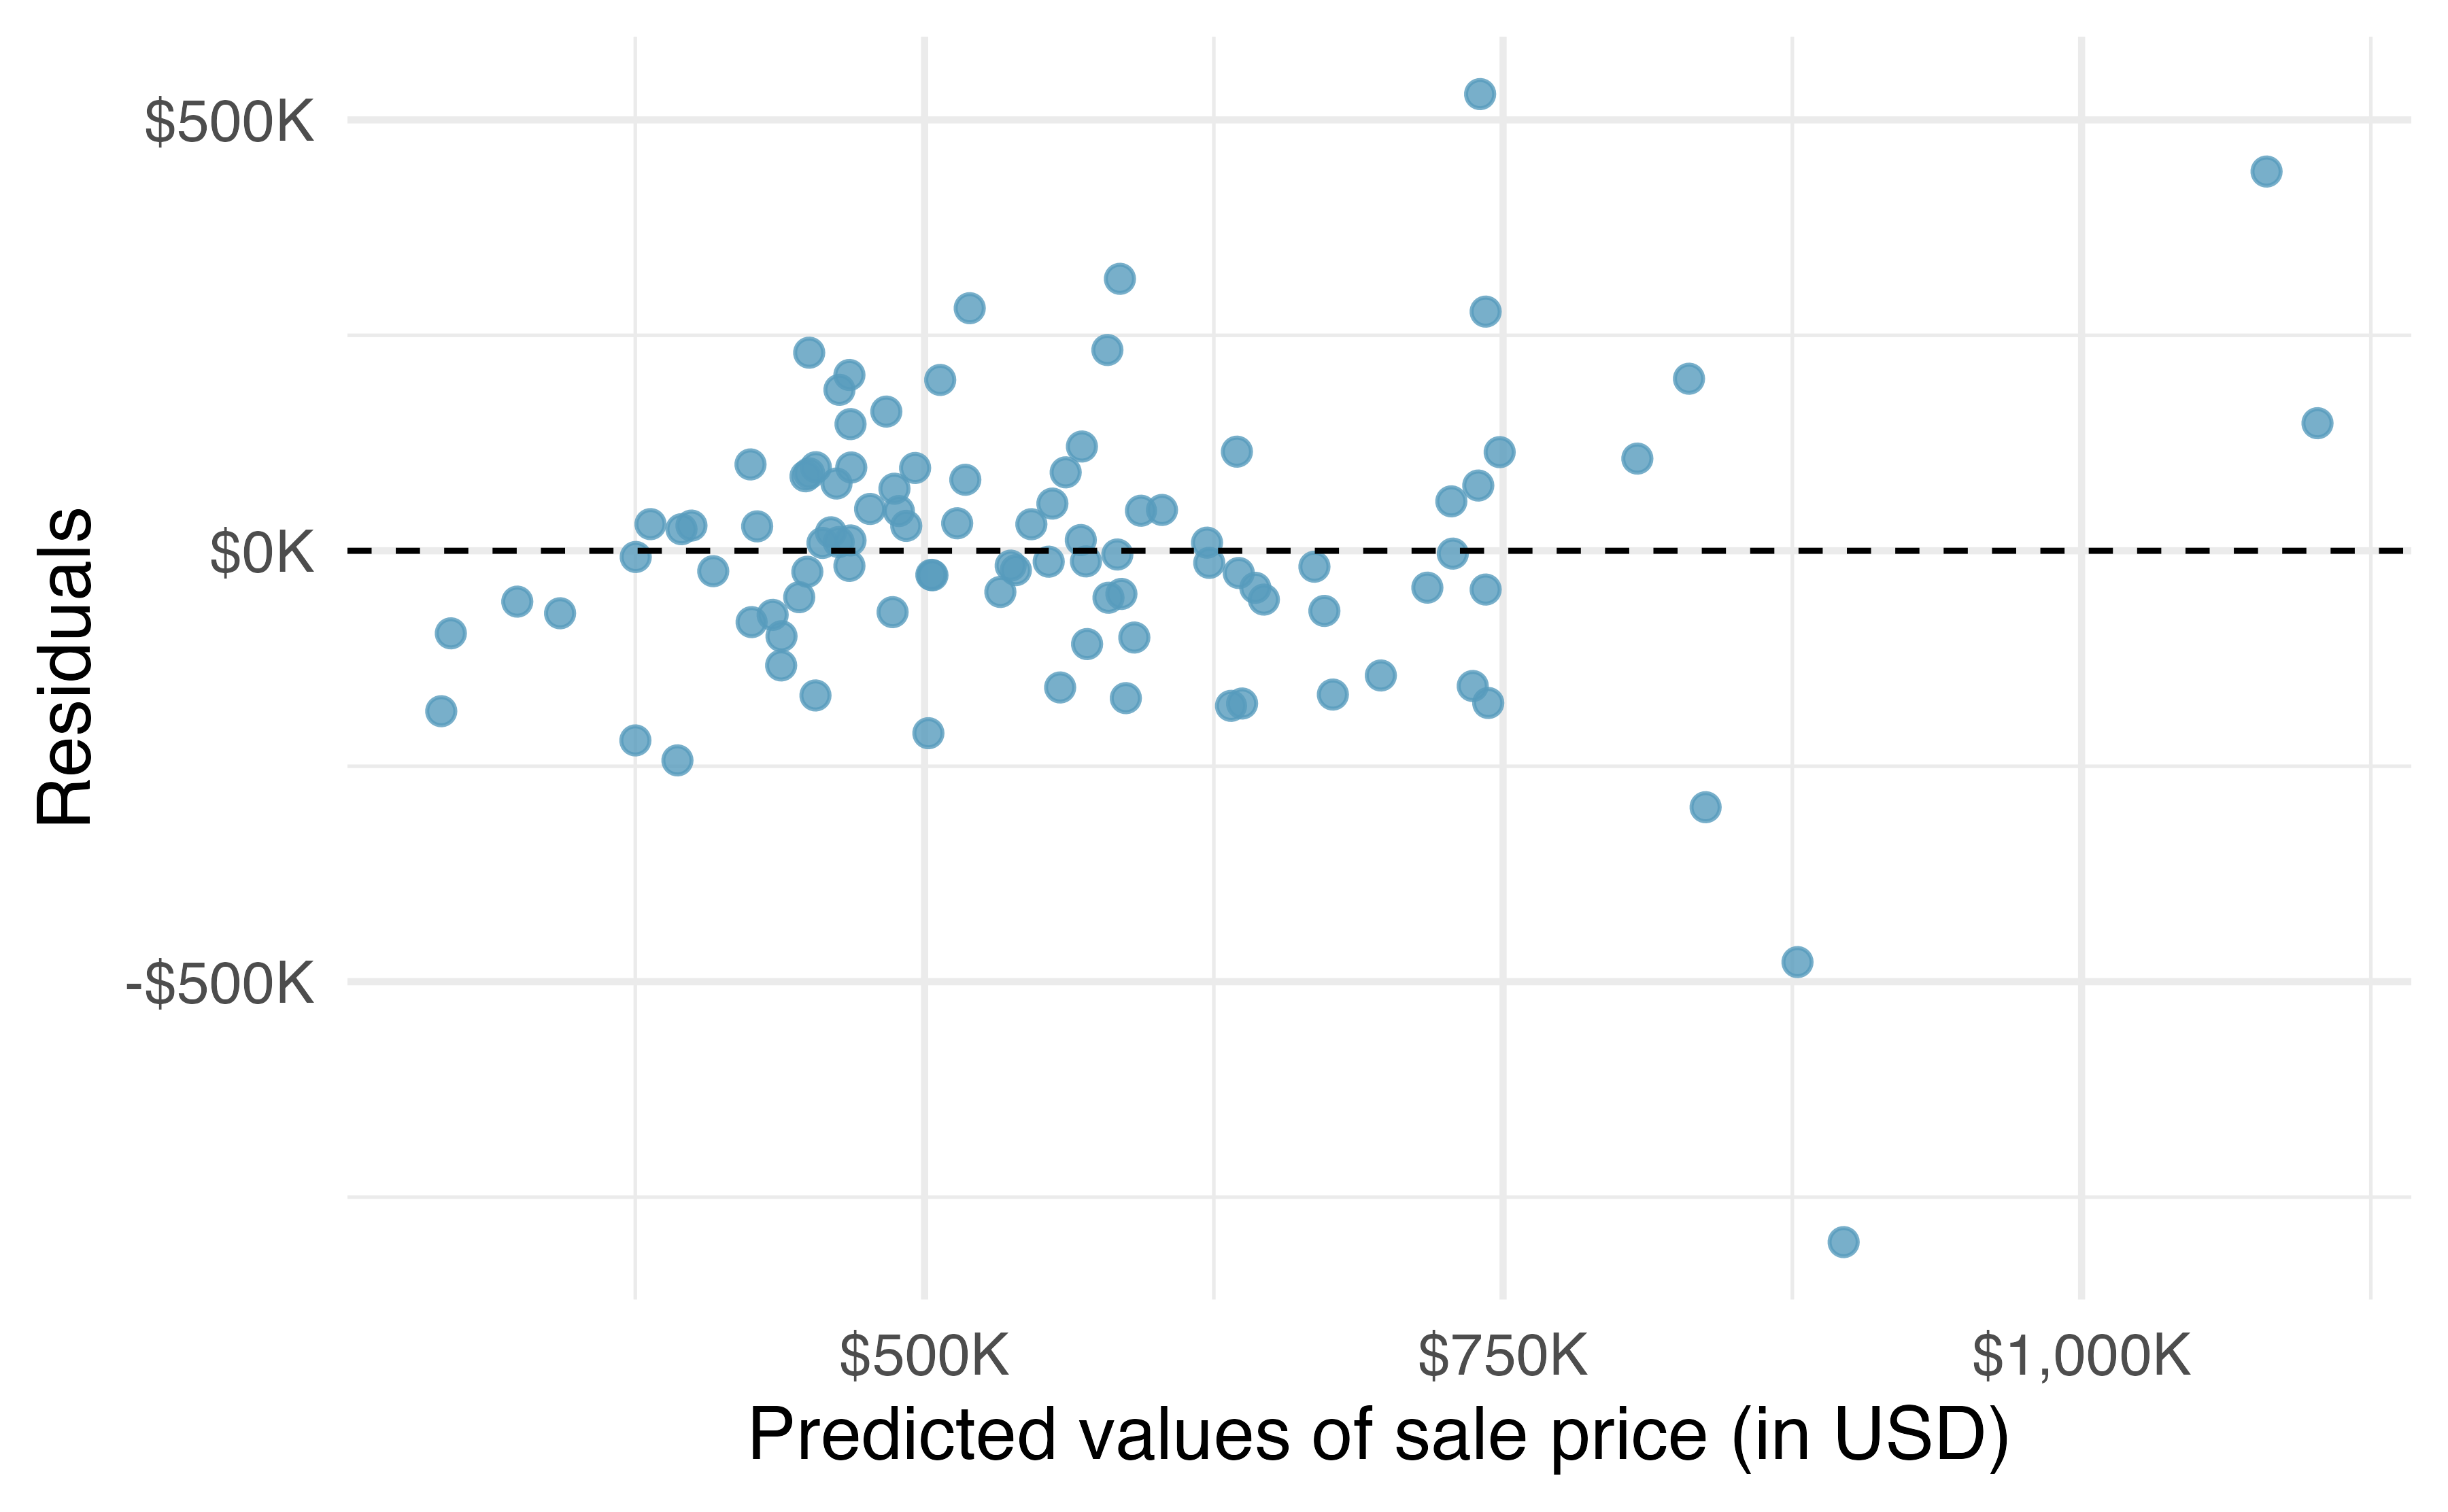 $500K
$0K
-$500K
Residuals
$500K
$750K
$1,000K
Predicted values of sale price (in USD)